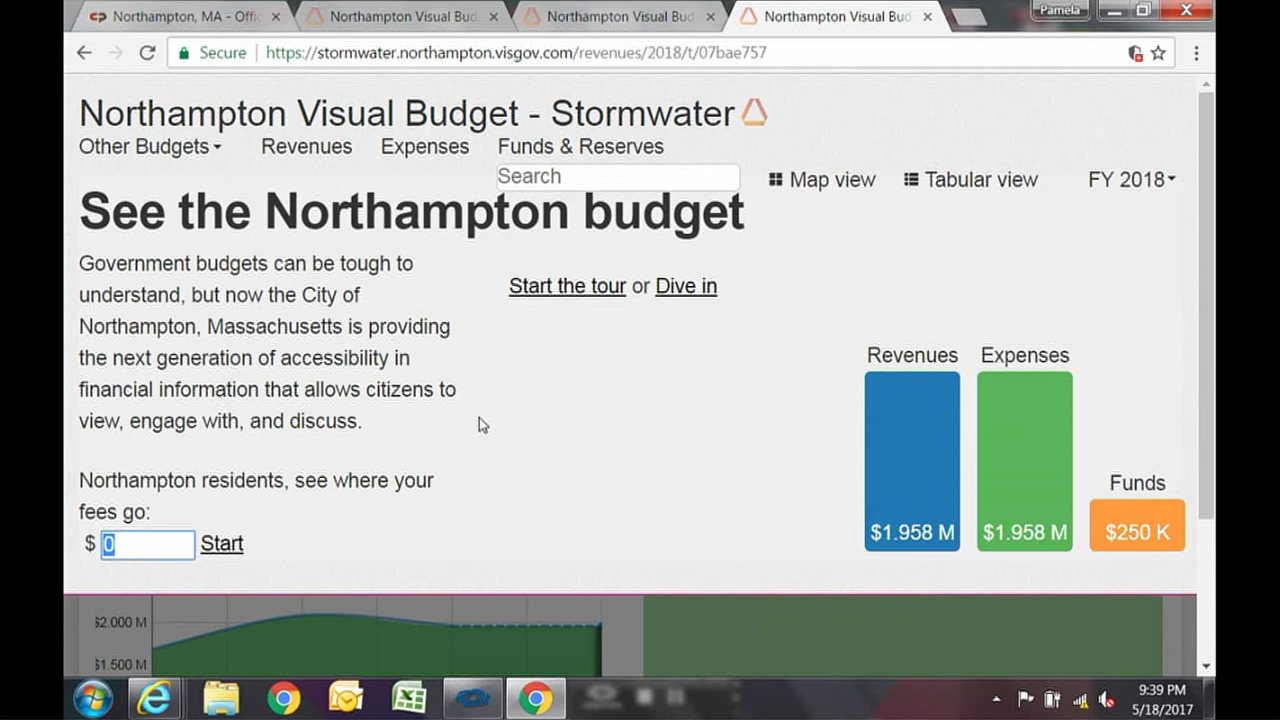 Northampton, MA - Offic
Northampton Visual Bud
Northampton Visual Bud
Northampton Visual Bud
Pamela
Secure
https://stormwater.northampton.visgov.com/revenues/2018/t/07bae757
Northampton Visual Budget - Stormwater
Other Budgets
Revenues
Expenses
Funds & Reserves
Search
Map view
Tabular view
FY 2018
See the Northampton budget
Government budgets can be tough to
understand, but now the City of
Northampton, Massachusetts is providing
the next generation of accessibility in
financial information that allows citizens to
view, engage with, and discuss.
Start the tour or Dive in
Northampton residents, see where your
fees go:
$ 0 Start
Revenues
Expenses
Funds
$1.958 M
$1.958 M
$250 K
$2.000 M
$1.500 M
9:39 PM
5/18/2017